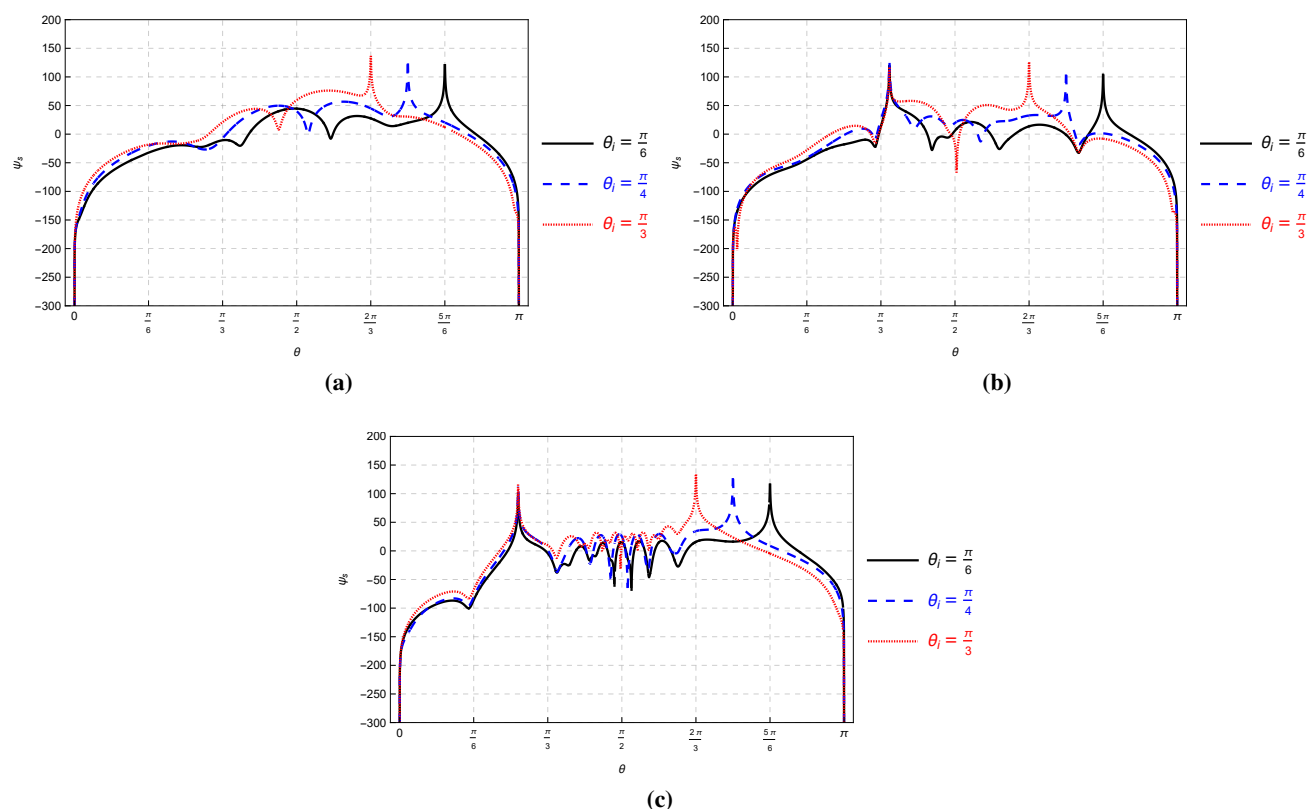 200
150
100
50
0
−50
−100
−150
−200
−250
−300
ψs
0
π/6
π/3
π/2
2π/3
5π/6
π
θ
θi = π/6
θi = π/4
θi = π/3
(a)
200
150
100
50
0
−50
−100
−150
−200
−250
−300
ψs
0
π/6
π/3
π/2
2π/3
5π/6
π
θ
θi = π/6
θi = π/4
θi = π/3
(b)
200
150
100
50
0
−50
−100
−150
−200
−250
−300
ψs
0
π/6
π/3
π/2
2π/3
5π/6
π
θ
θi = π/6
θi = π/4
θi = π/3
(c)